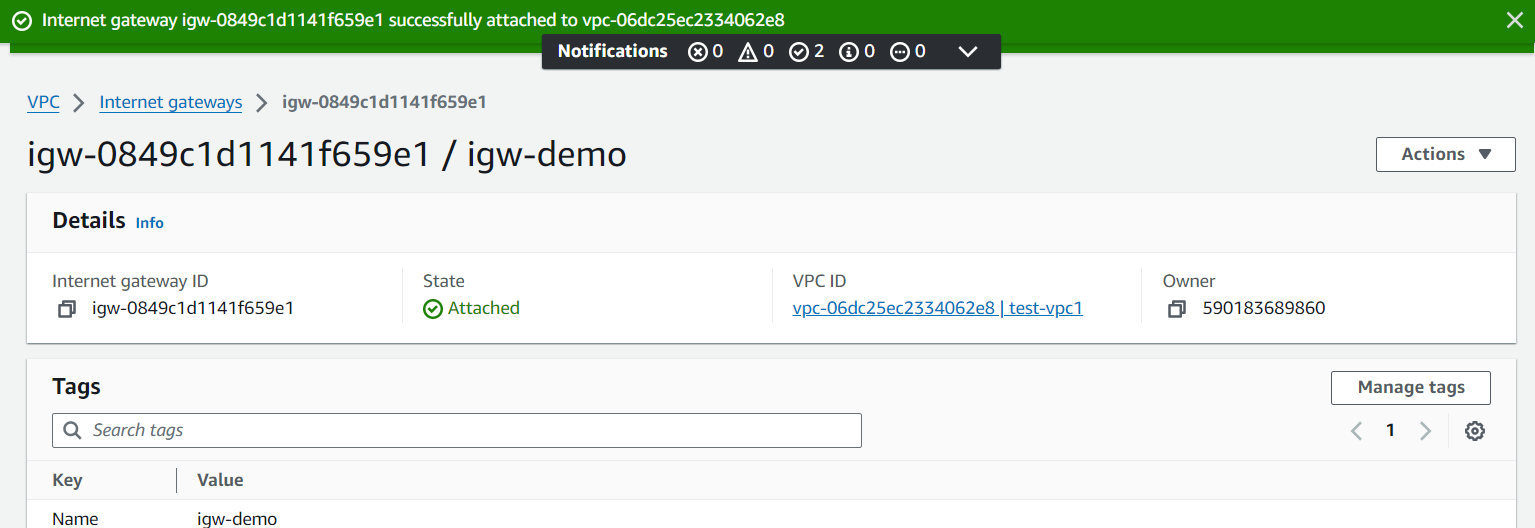 Internet gateway igw-0849c1d1141f659e1 successfully attached to vpc-06dc25ec2334062e8
Notifications 0 0 2 0 0
VPC Internet gateways igw-0849c1d1141f659e1
igw-0849c1d1141f659e1 / igw-demo
Actions
Details Info
Internet gateway ID State VPC ID Owner
igw-0849c1d1141f659e1 Attached vpc-06dc25ec2334062e8 | test-vpc1 590183689860
Tags
Manage tags
Search tags
1
Key Value
Name igw-demo